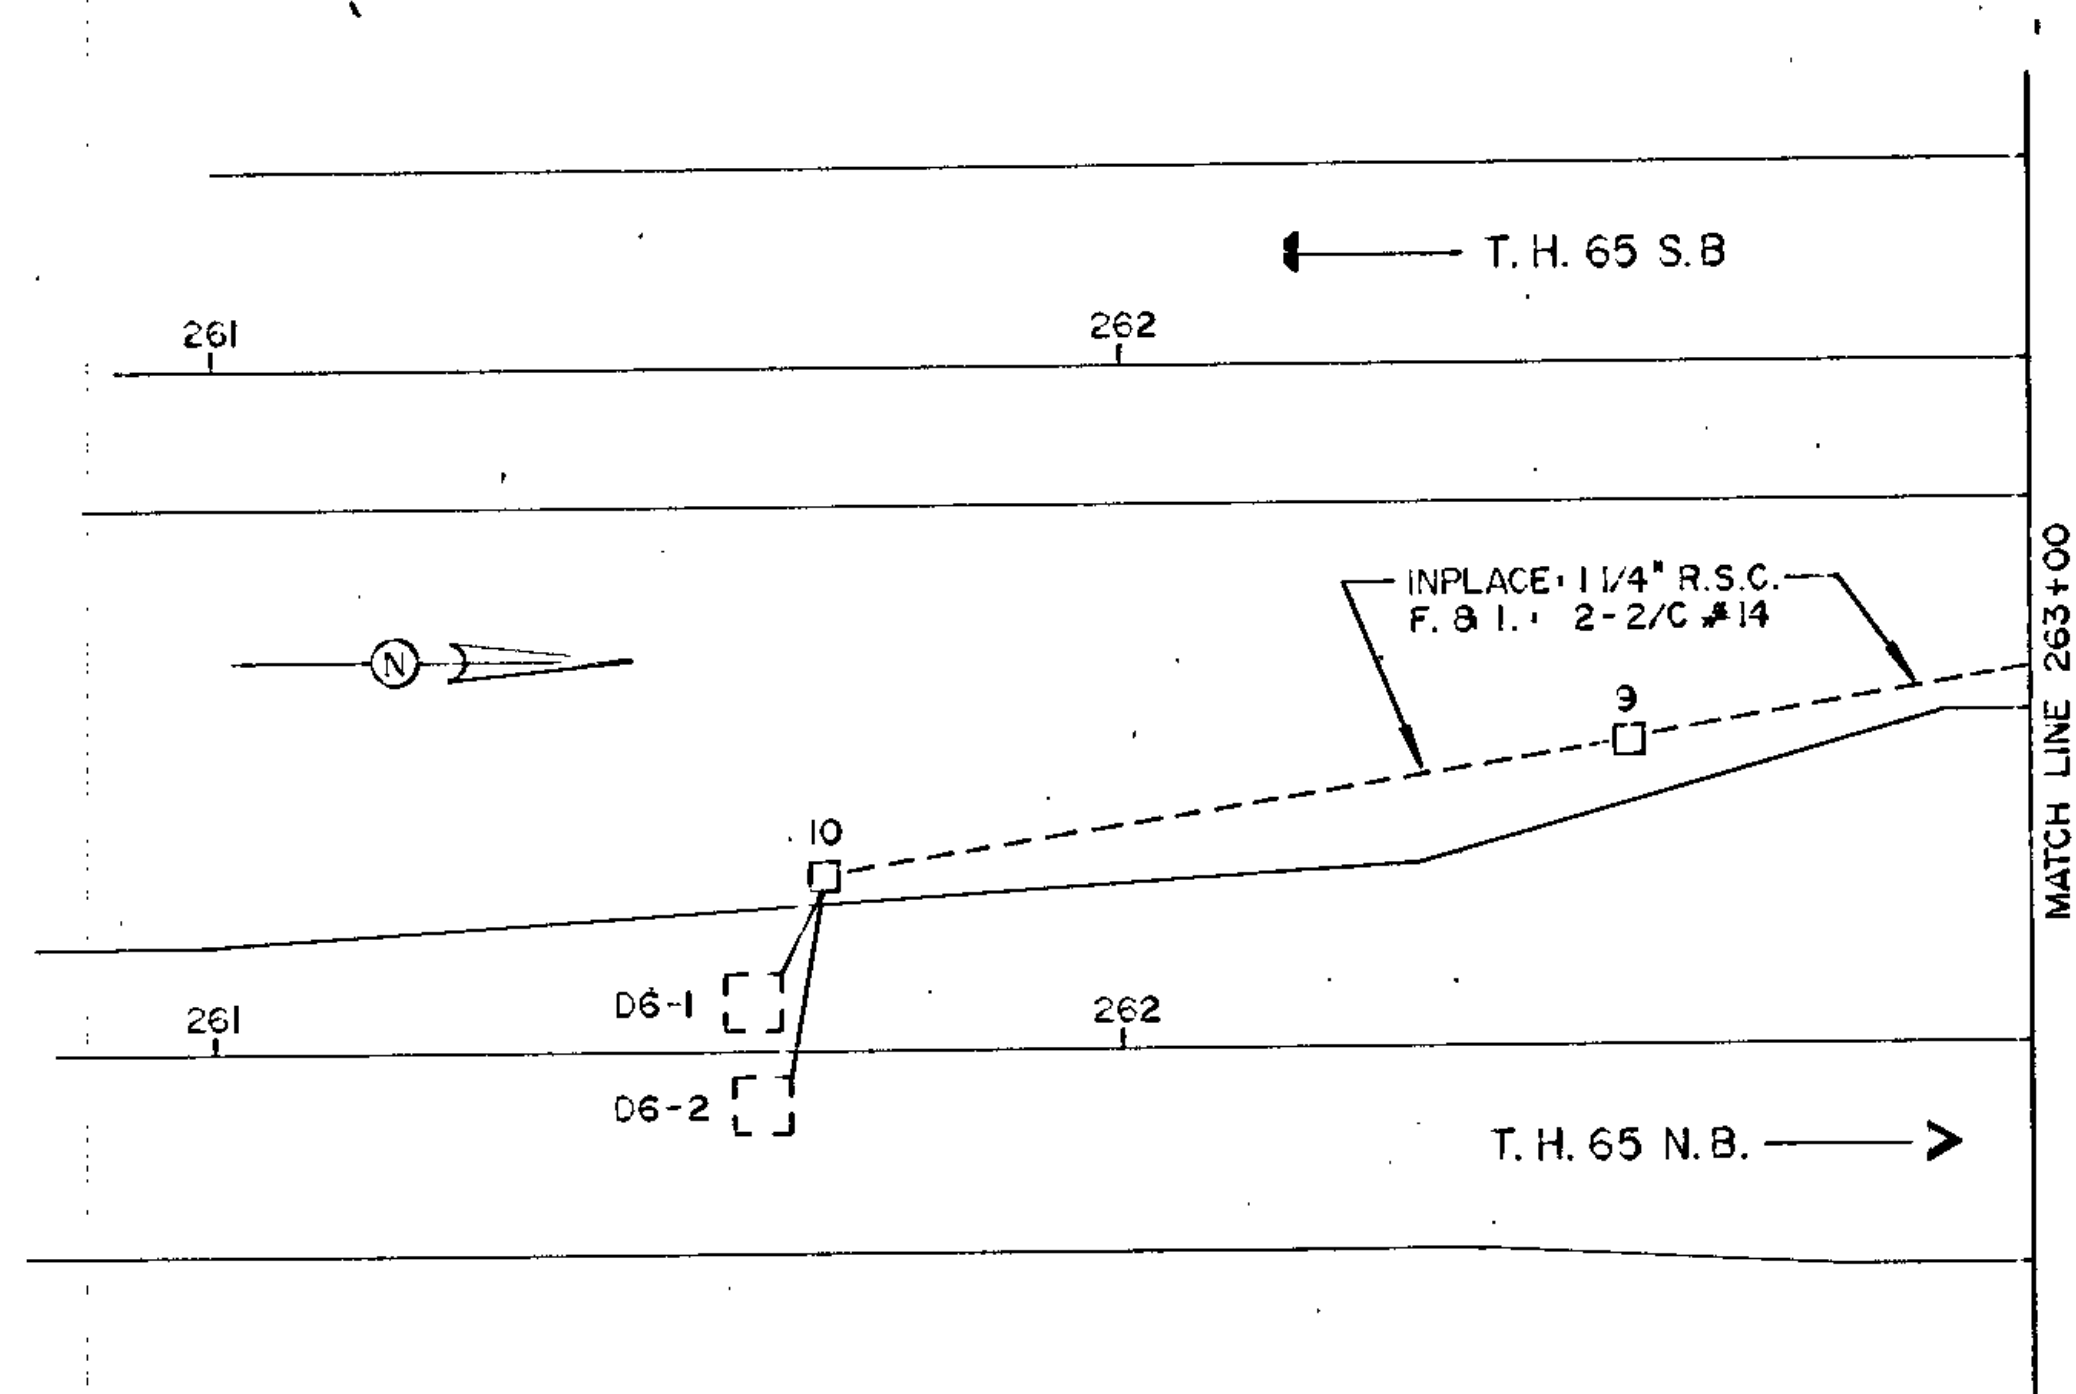 T. H. 65 S.B
261
262
INPLACE: 1 1/4" R.S.C.
F. & I.: 2-2/C #14
N
9
10
D6-1
261
262
D6-2
T. H. 65 N.B.
MATCH LINE 263+00